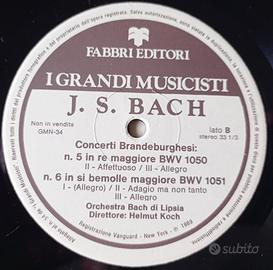 FABBRI EDITORI
I GRANDI MUSICISTI
J. S. BACH
Non in vendita
GMN-34
lato B
stereo 33 1/3
Concerti Brandeburghesi:
n. 5 in re maggiore BWV 1050
II - Affettuoso / III - Allegro
n. 6 in si bemolle maggiore BWV 1051
I - (Allegro) / II - Adagio ma non tanto
III - Allegro
Orchestra Bach di Lipsia
Direttore: Helmut Koch
Registrazione Vanguard - New York - ℗ 1969
subito